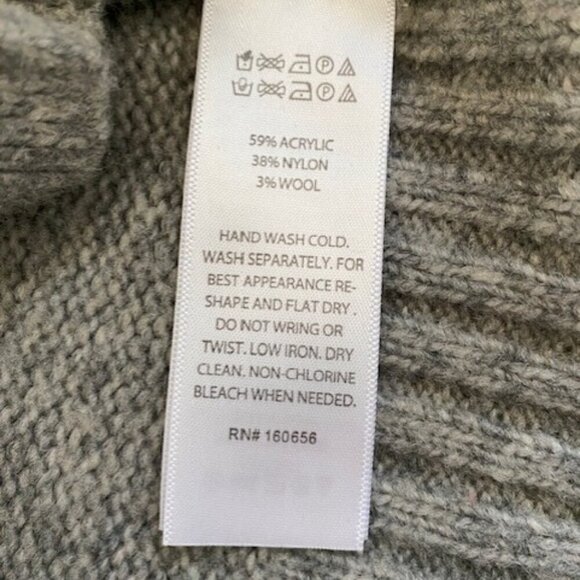 59% ACRYLIC
38% NYLON
3% WOOL
HAND WASH COLD.
WASH SEPARATELY. FOR
BEST APPEARANCE RE-
SHAPE AND FLAT DRY .
DO NOT WRING OR
TWIST. LOW IRON. DRY
CLEAN. NON-CHLORINE
BLEACH WHEN NEEDED.
RN# 160656